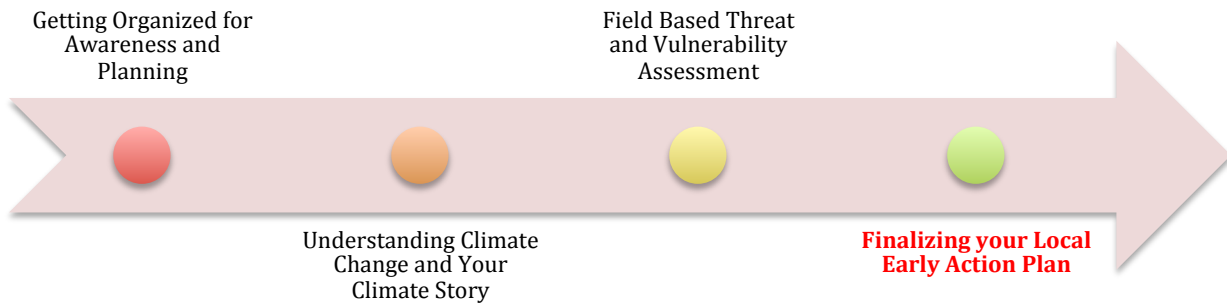 Getting Organized for
Awareness and
Planning
Understanding Climate
Change and Your
Climate Story
Field Based Threat
and Vulnerability
Assessment
Finalizing your Local
Early Action Plan